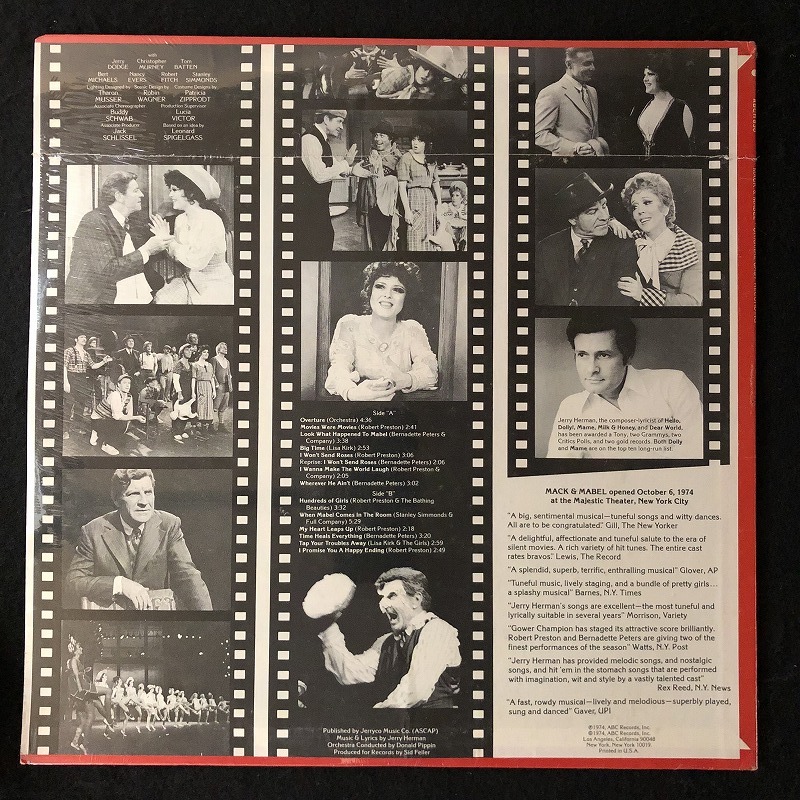 with
Jerry Christopher Tom
DODGE MURNEY BATTEN
Bert Nancy Robert Stanley
MICHAELS EVERS FITCH SIMMONDS
Lighting Designed by Scenic Design by Costume Designs by
Tharon Robin Patricia
MUSSER WAGNER ZIPPRODT
Associate Choreographer Production Supervisor
Buddy Lucia
SCHWAB VICTOR
Associate Producer Based on an idea by
Jack Leonard
SCHLISSEL SPIGELGASS
Side "A"
Overture (Orchestra) 4:36
Movies Were Movies (Robert Preston) 2:41
Look What Happened To Mabel (Bernadette Peters &
Company) 3:38
Big Time (Lisa Kirk) 2:51
I Won't Send Roses (Robert Preston) 3:06
Reprise: I Won't Send Roses (Bernadette Peters) 2:06
I Wanna Make The World Laugh (Robert Preston &
Company) 2:05
Wherever He Ain't (Bernadette Peters) 3:02
Side "B"
Hundreds of Girls (Robert Preston & The Bathing
Beauties) 3:32
When Mabel Comes In The Room (Stanley Simmonds &
Full Company) 5:29
My Heart Leaps Up (Robert Preston) 2:18
Time Heals Everything (Bernadette Peters) 3:20
Tap Your Troubles Away (Lisa Kirk & The Girls) 2:59
I Promise You A Happy Ending (Robert Preston) 2:49
Published by Jerryco Music Co. (ASCAP)
Music & Lyrics by Jerry Herman
Orchestra Conducted by Donald Pippin
Produced for Records by Sid Feller
Jerry Herman, the composer-lyricist of Hello,
Dolly!, Mame, Milk & Honey, and Dear World,
has been awarded a Tony, two Grammys, two
Critics Polls, and two gold records. Both Dolly
and Mame are on the top ten long-run list.
MACK & MABEL opened October 6, 1974
at the Majestic Theater, New York City
"A big, sentimental musical—tuneful songs and witty dances.
All are to be congratulated." Gill, The New Yorker
"A delightful, affectionate and tuneful salute to the era of
silent movies. A rich variety of hit tunes. The entire cast
rates bravos." Lewis, The Record
"A splendid, superb, terrific, enthralling musical" Glover, AP
"Tuneful music, lively staging, and a bundle of pretty girls...
a splashy musical" Barnes, N.Y. Times
"Jerry Herman's songs are excellent—the most tuneful and
lyrically suitable in several years" Morrison, Variety
"Gower Champion has staged its attractive score brilliantly.
Robert Preston and Bernadette Peters are giving two of the
finest performances of the season" Watts, N.Y. Post
"Jerry Herman has provided melodic songs, and nostalgic
songs, and hit 'em in the stomach songs that are performed
with imagination, wit and style by a vastly talented cast"
Rex Reed, N.Y. News
"A fast, rowdy musical—lively and melodious—superbly played,
sung and danced" Gaver, UPI
℗1974, ABC Records, Inc.
©1974, ABC Records, Inc.
Los Angeles, California 90048
New York, New York 10019.
Printed in U.S.A.